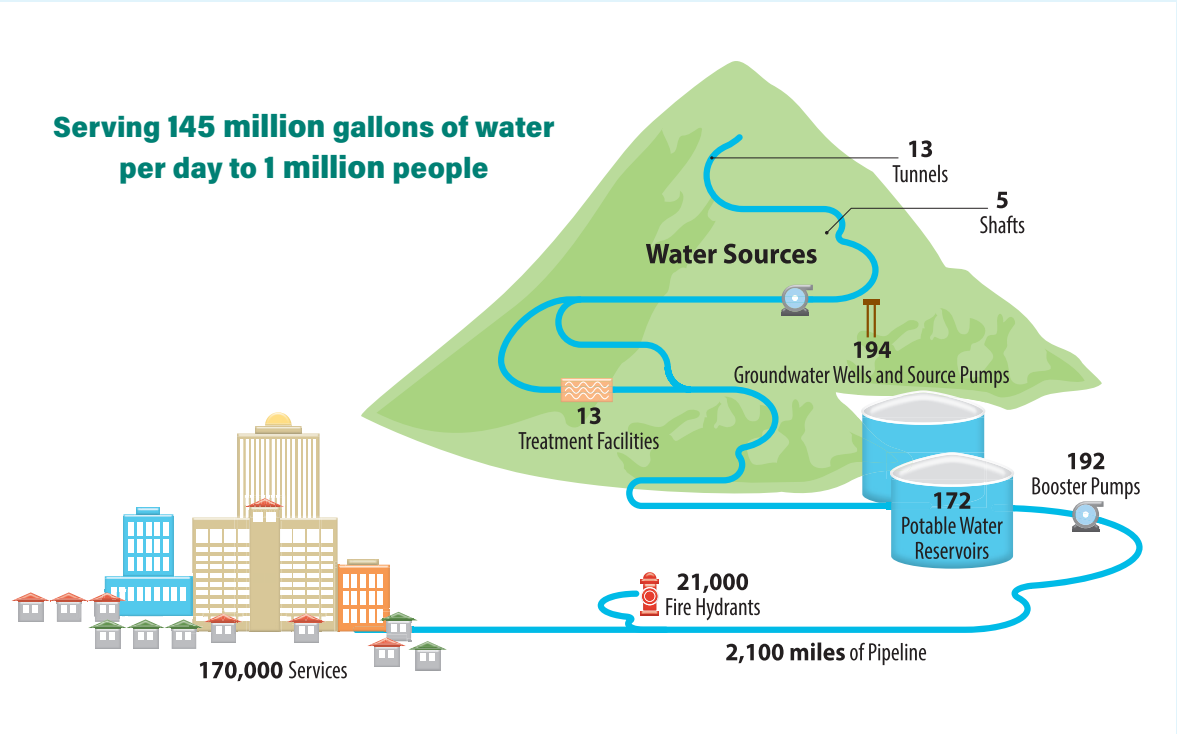 Serving 145 million gallons of water
per day to 1 million people
13
Tunnels
5
Shafts
Water Sources
194
Groundwater Wells and Source Pumps
13
Treatment Facilities
192
Booster Pumps
172
Potable Water
Reservoirs
21,000
Fire Hydrants
2,100 miles of Pipeline
170,000 Services